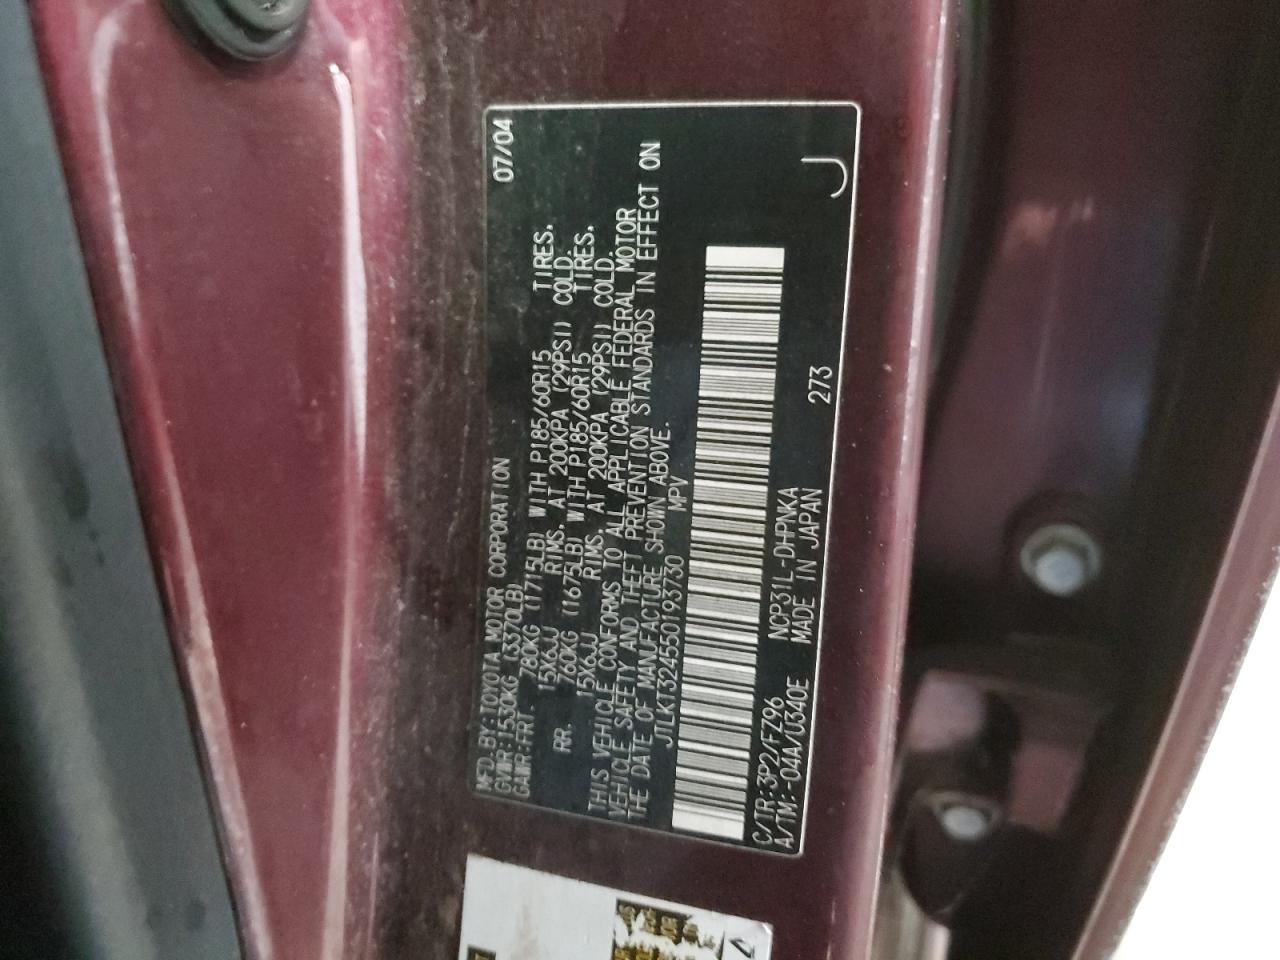 MFD. BY: TOYOTA MOTOR CORPORATION 07/04
GVWR: 1530KG (3370LB)
GAWR: FRT. 780KG (1715LB) WITH P185/60R15 TIRES.
15X6JJ RIMS. AT 200KPA (29PSI) COLD.
RR. 760KG (1675LB) WITH P185/60R15 TIRES.
15X6JJ RIMS. AT 200KPA (29PSI) COLD.
THIS VEHICLE CONFORMS TO ALL APPLICABLE FEDERAL MOTOR
VEHICLE SAFETY AND THEFT PREVENTION STANDARDS IN EFFECT ON
THE DATE OF MANUFACTURE SHOWN ABOVE.
JTLKT324550193730 MPV
C/TR: 3P2/FZ96 NCP31L-DHPNKA 273 J
A/TM: -04A/U340E MADE IN JAPAN